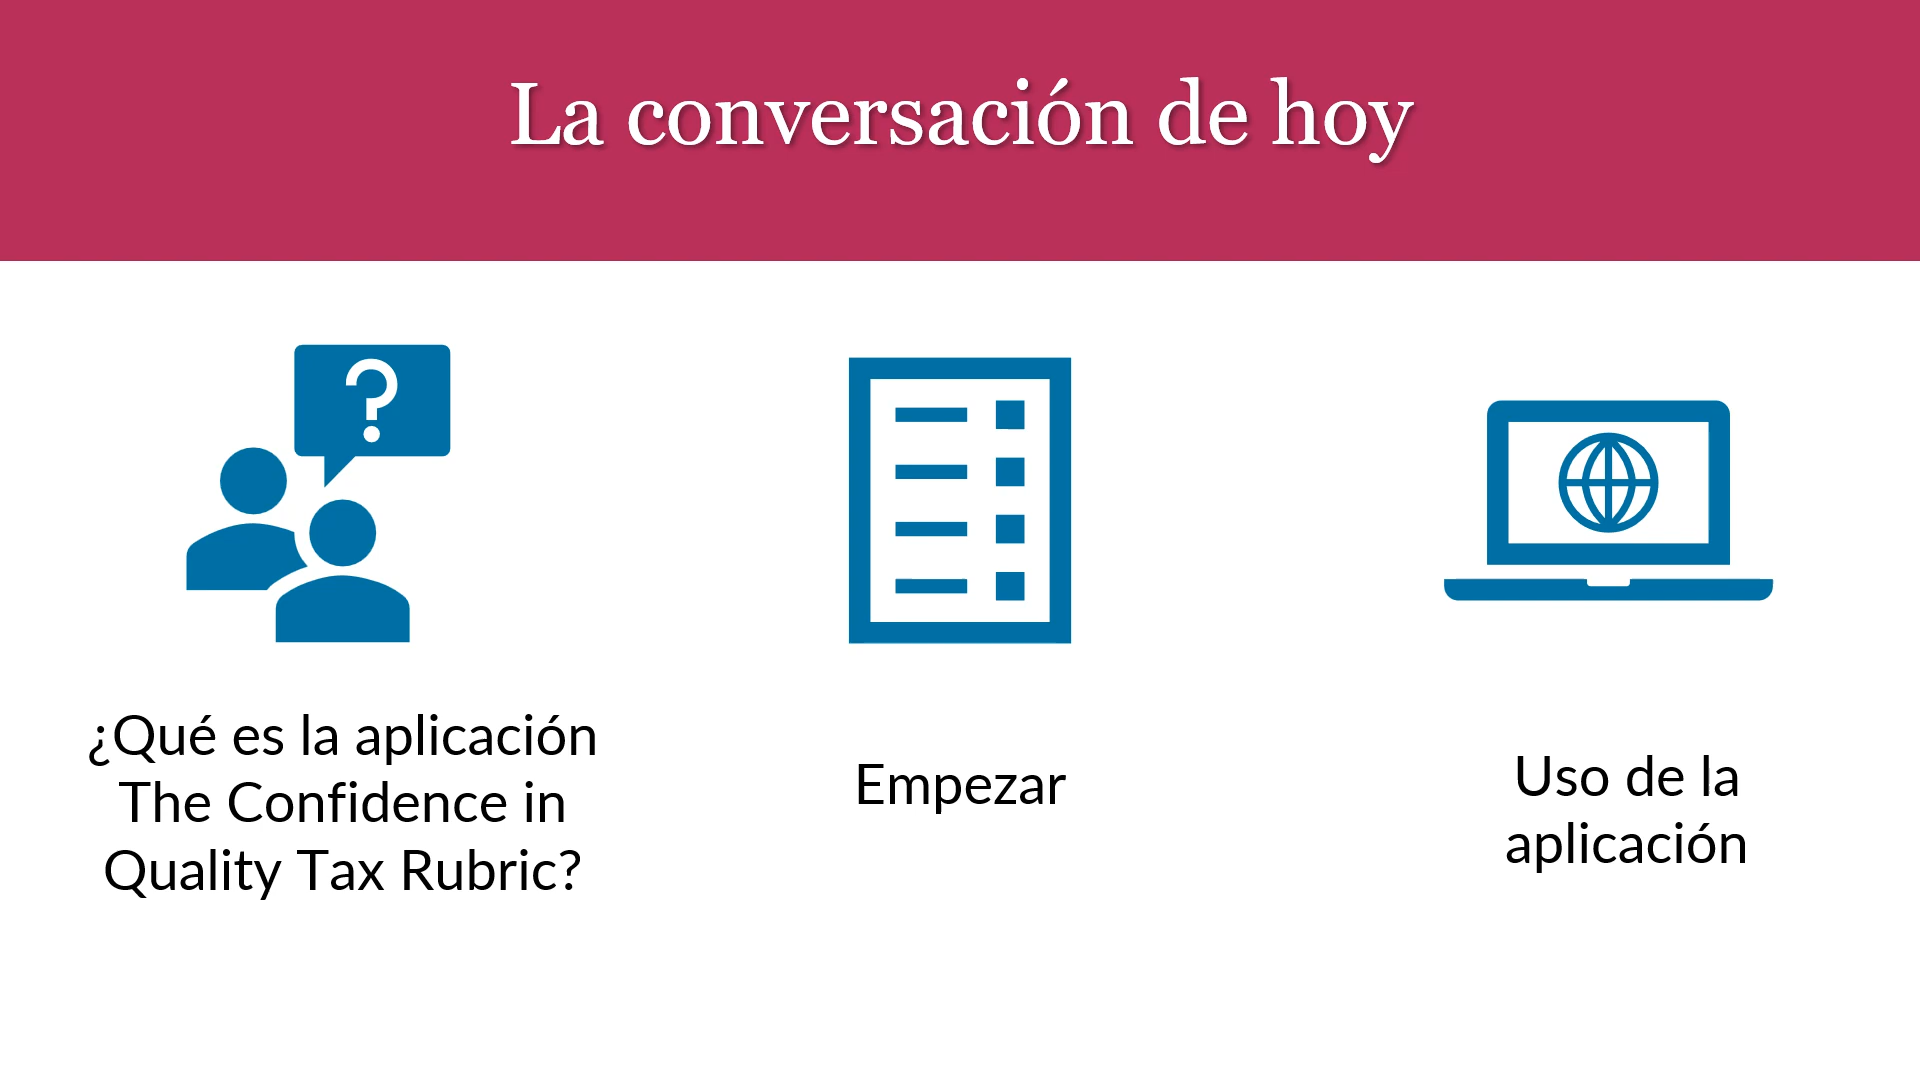 La conversación de hoy
¿Qué es la aplicación
The Confidence in
Quality Tax Rubric?
Empezar
Uso de la
aplicación